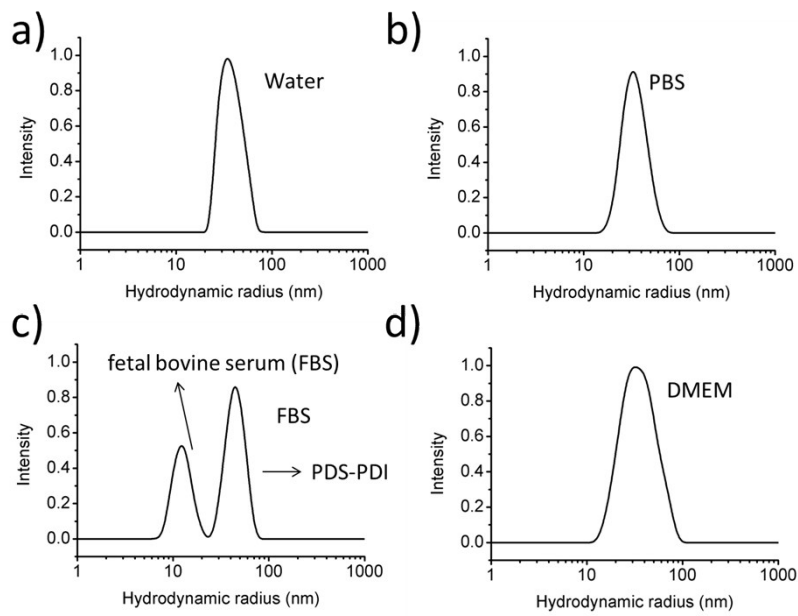 a)
1.0
0.8
0.6
0.4
0.2
0.0
Intensity
Water
1
10
100
1000
Hydrodynamic radius (nm)
b)
1.0
0.8
0.6
0.4
0.2
0.0
Intensity
PBS
1
10
100
1000
Hydrodynamic radius (nm)
c)
1.0
0.8
0.6
0.4
0.2
0.0
Intensity
fetal bovine serum (FBS)
FBS
PDS-PDI
1
10
100
1000
Hydrodynamic radius (nm)
d)
1.0
0.8
0.6
0.4
0.2
0.0
Intensity
DMEM
1
10
100
1000
Hydrodynamic radius (nm)